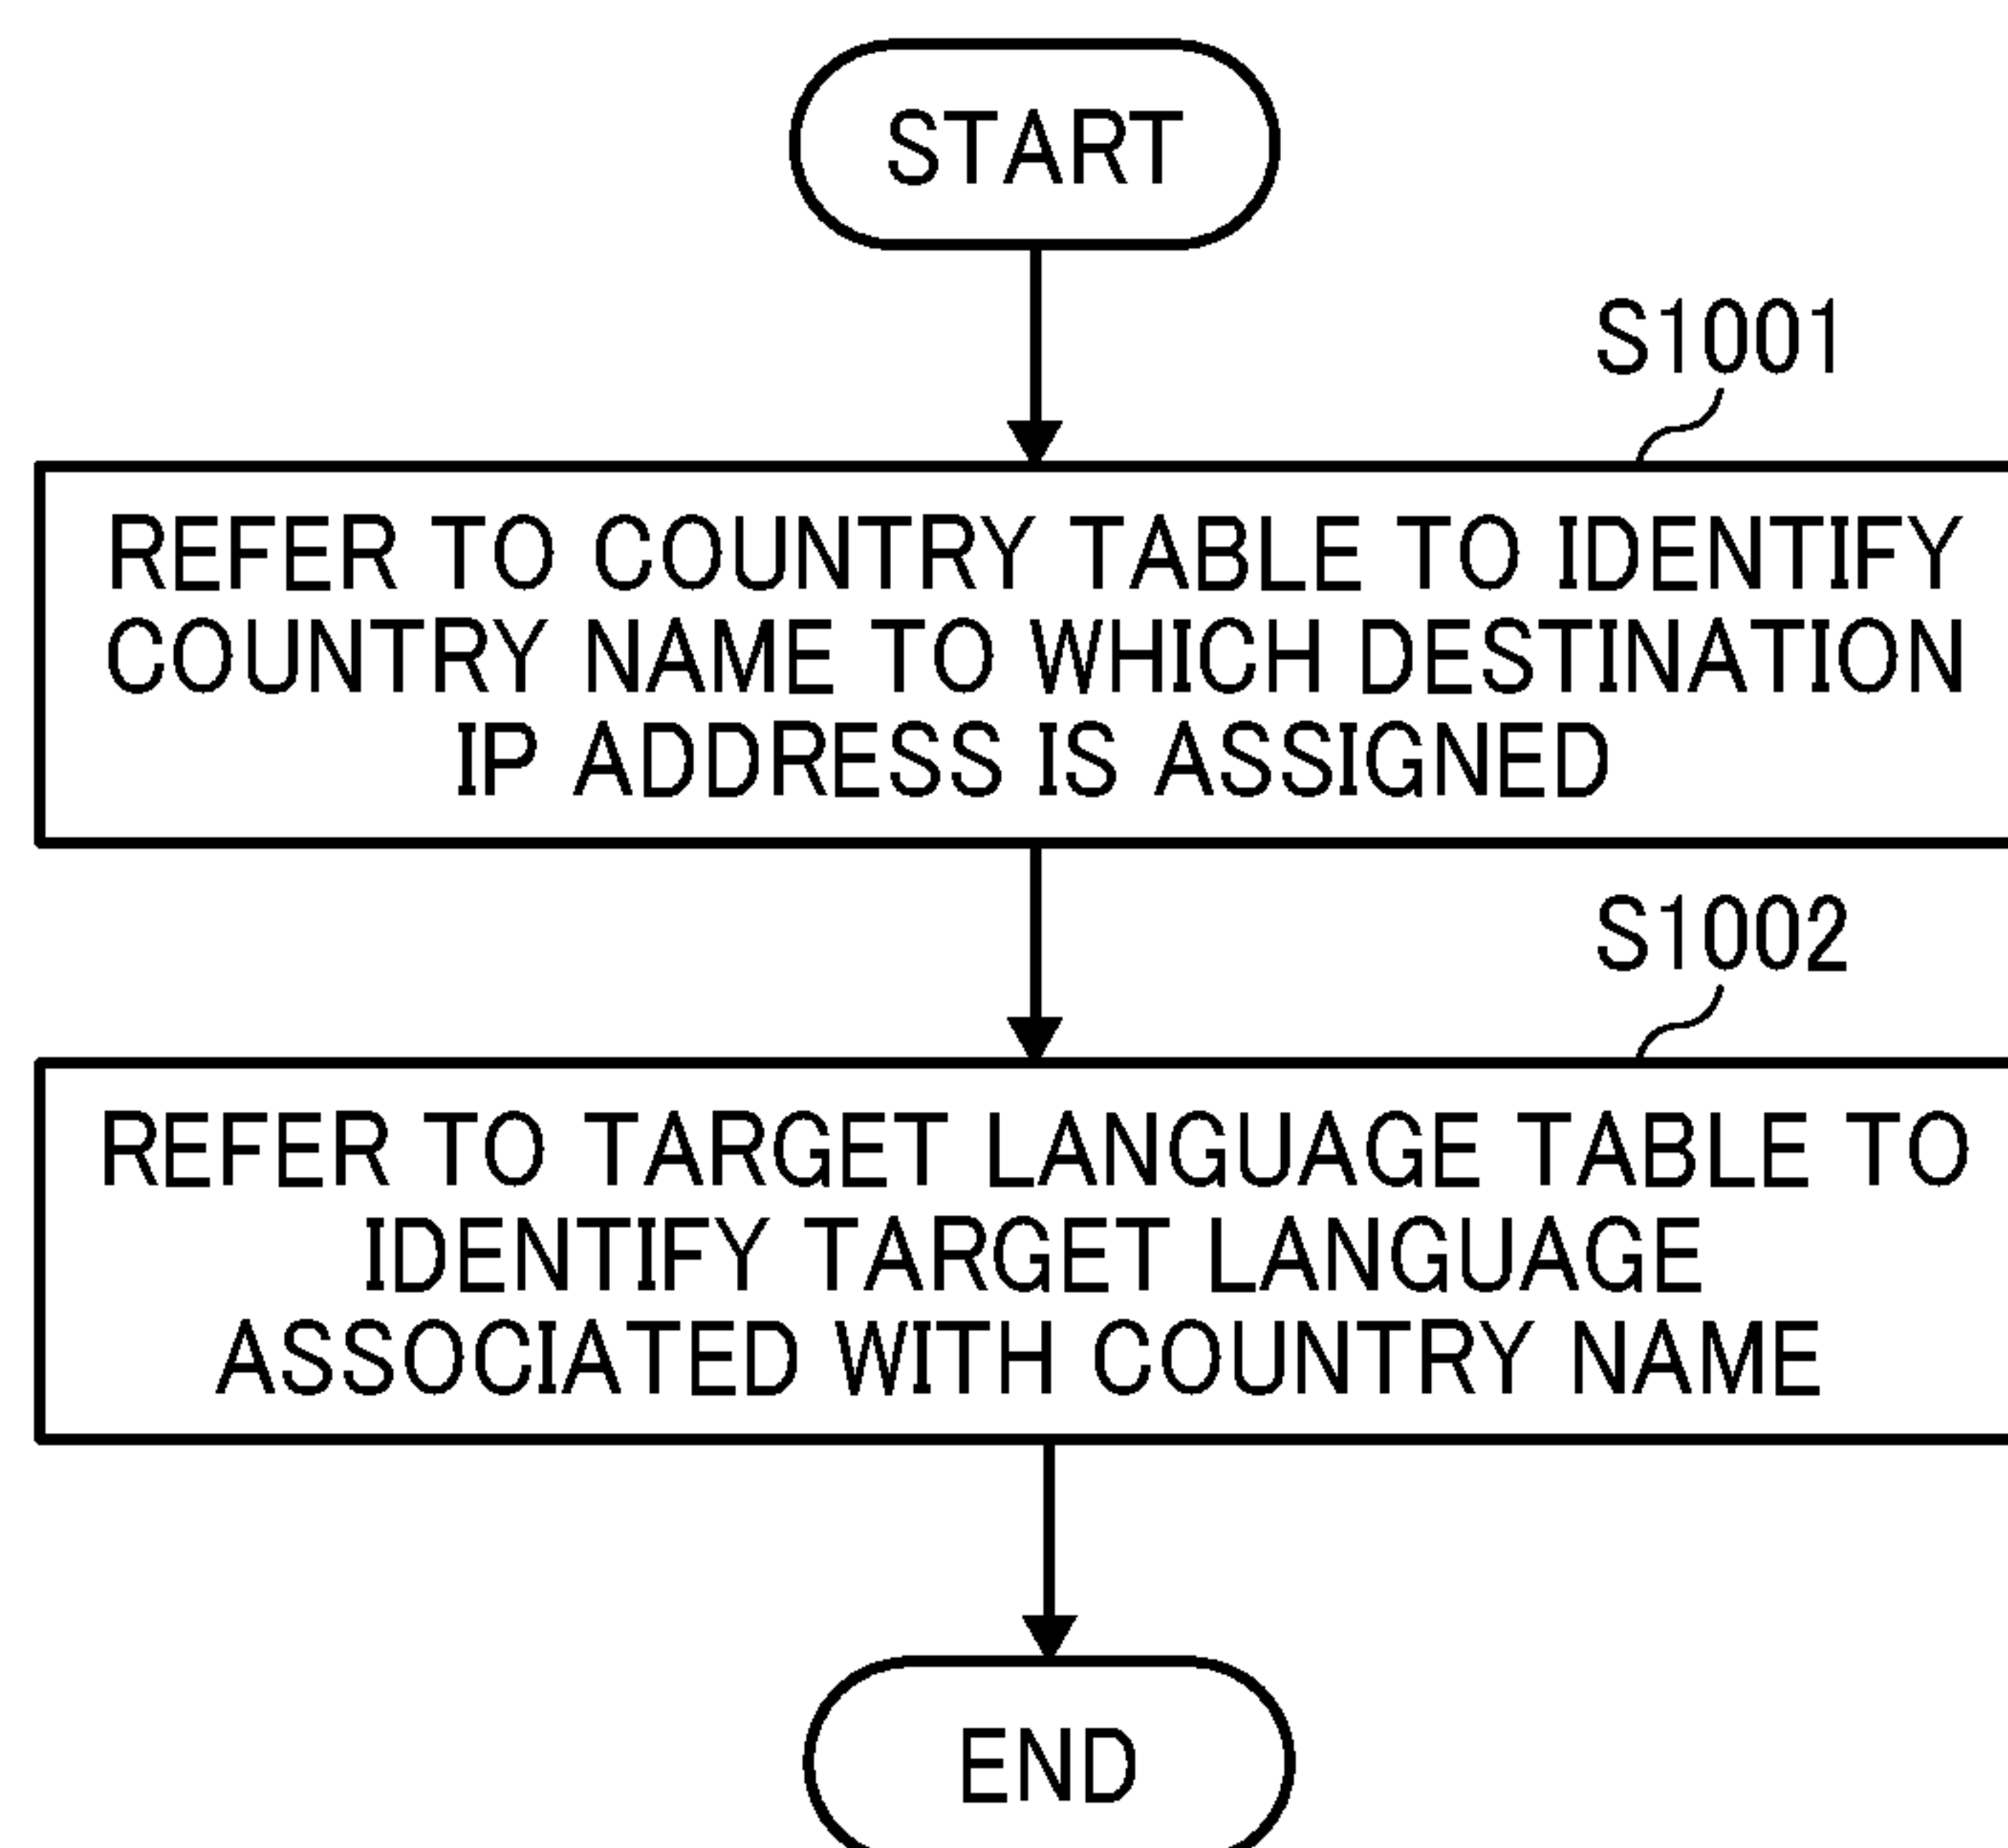 START
S1001
REFER TO COUNTRY TABLE TO IDENTIFY
COUNTRY NAME TO WHICH DESTINATION
IP ADDRESS IS ASSIGNED
S1002
REFER TO TARGET LANGUAGE TABLE TO
IDENTIFY TARGET LANGUAGE
ASSOCIATED WITH COUNTRY NAME
END